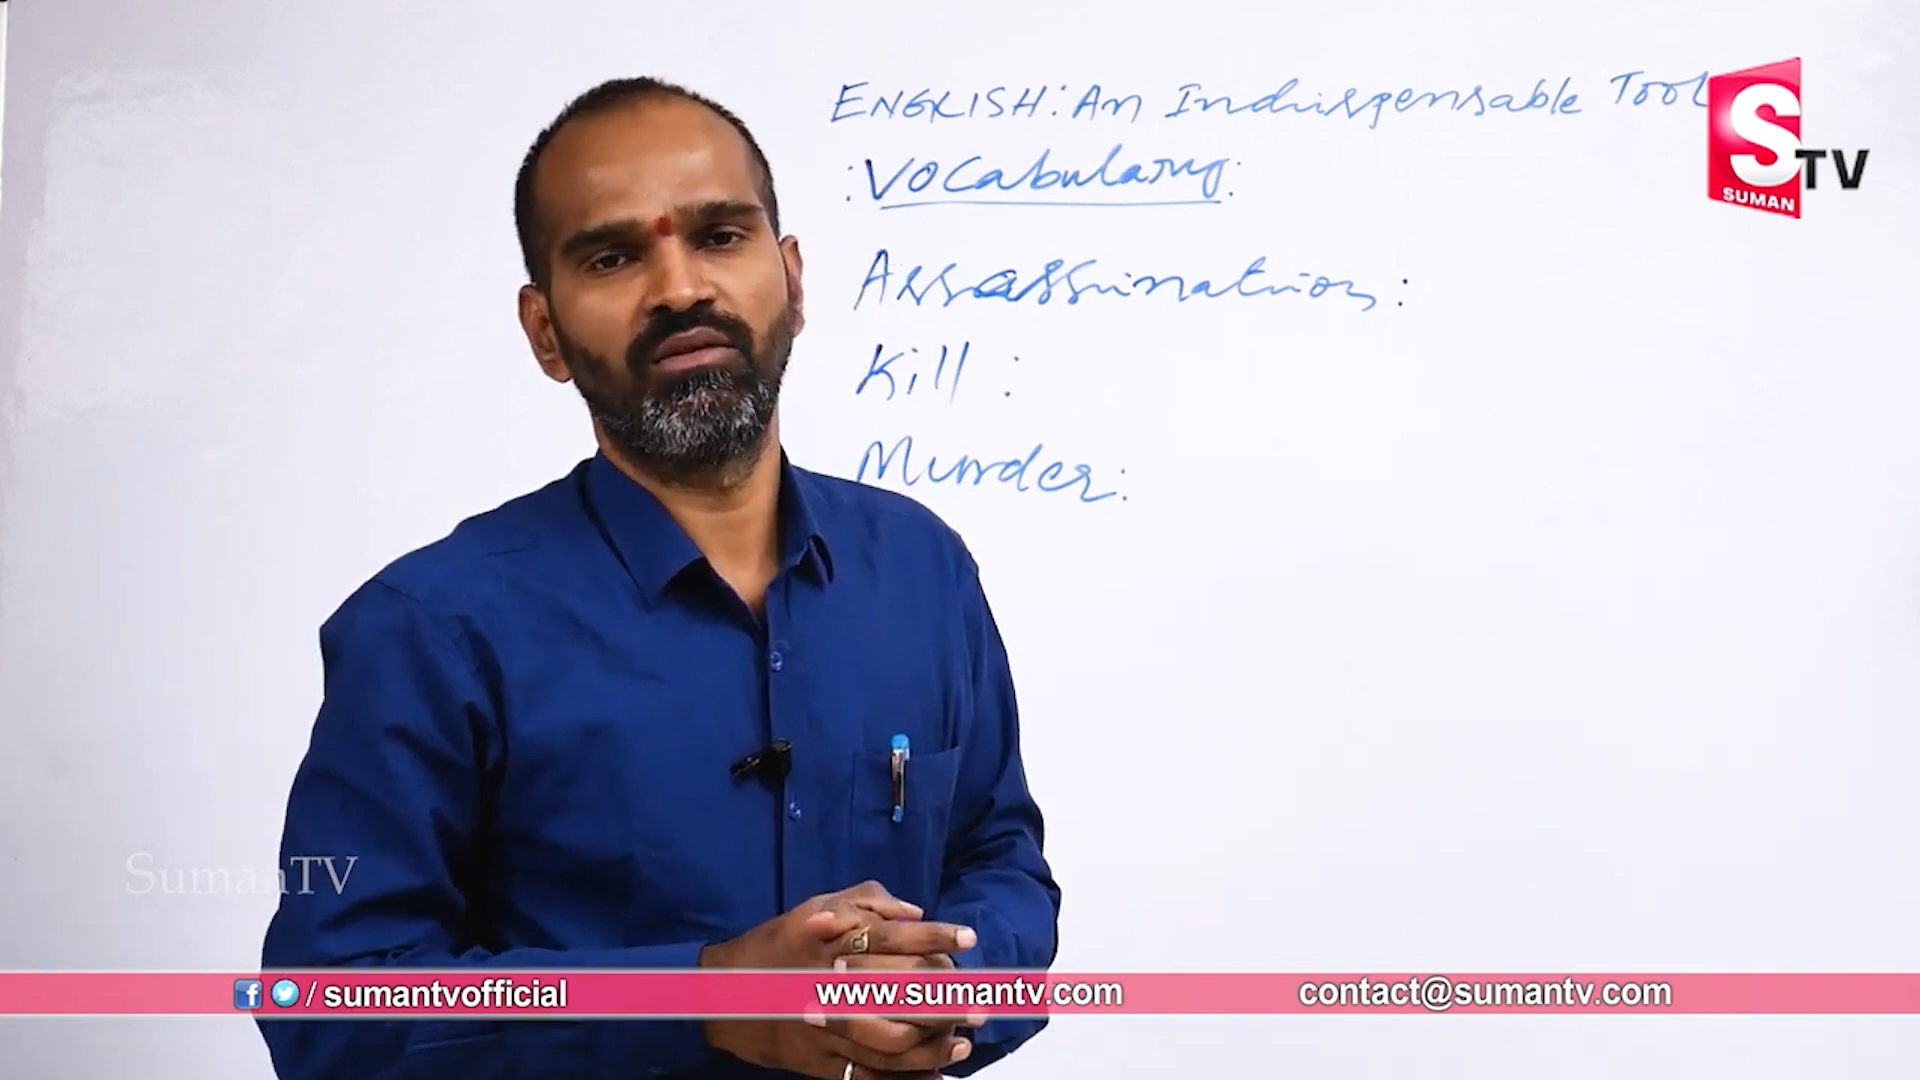 ENGLISH: An Indispensable Tool
: Vocabulary:
Assassination:
Kill :
Murder:
S TV
SUMAN
SumanTV
/ sumantvofficial
www.sumantv.com
contact@sumantv.com